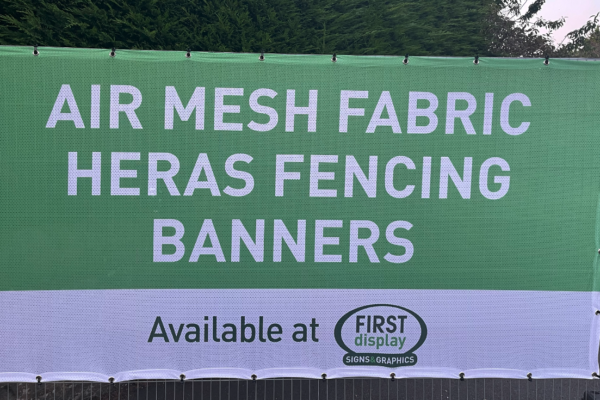 AIR MESH FABRIC
HERAS FENCING
BANNERS
Available at
FIRST
display
SIGNS&GRAPHICS